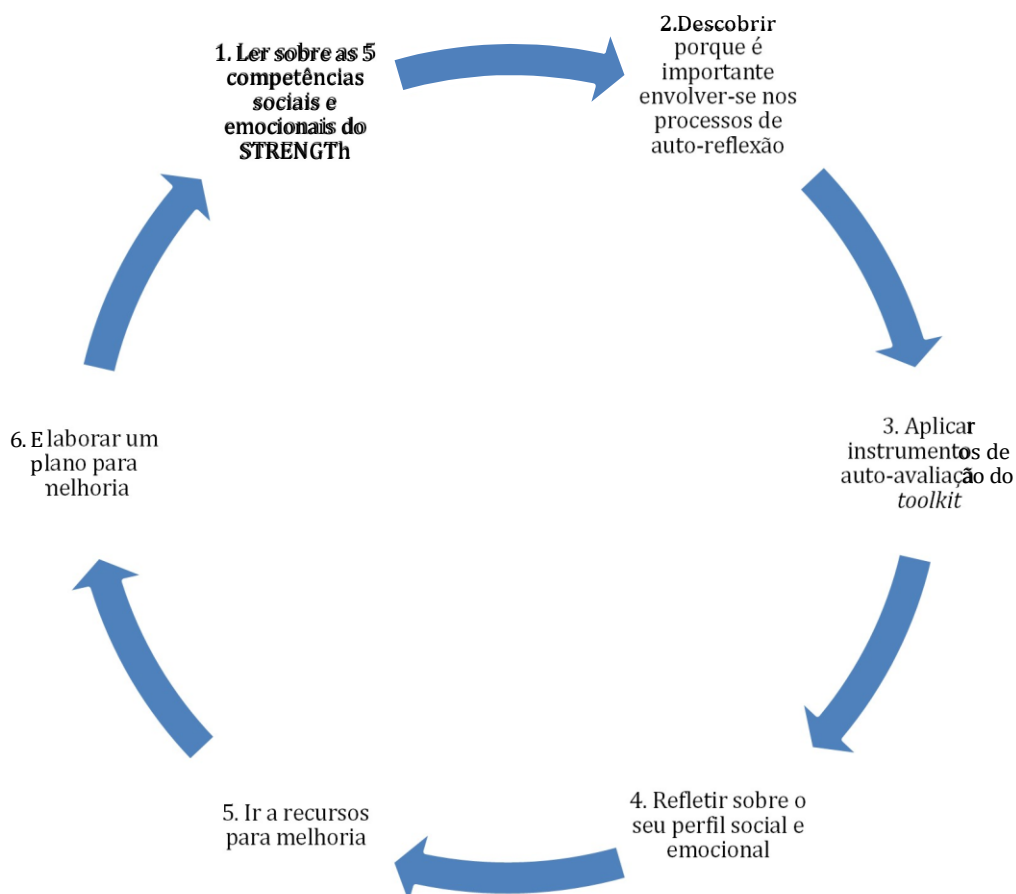 1. Ler sobre as 5
competências
sociais e
emocionais do
STRENGTh
2.Descobrir
porque é
importante
envolver-se nos
processos de
auto-reflexão
3. Aplicar
instrumentos de
auto-avaliação do
toolkit
4. Refletir sobre o
seu perfil social e
emocional
5. Ir a recursos
para melhoria
6. Elaborar um
plano para
melhoria